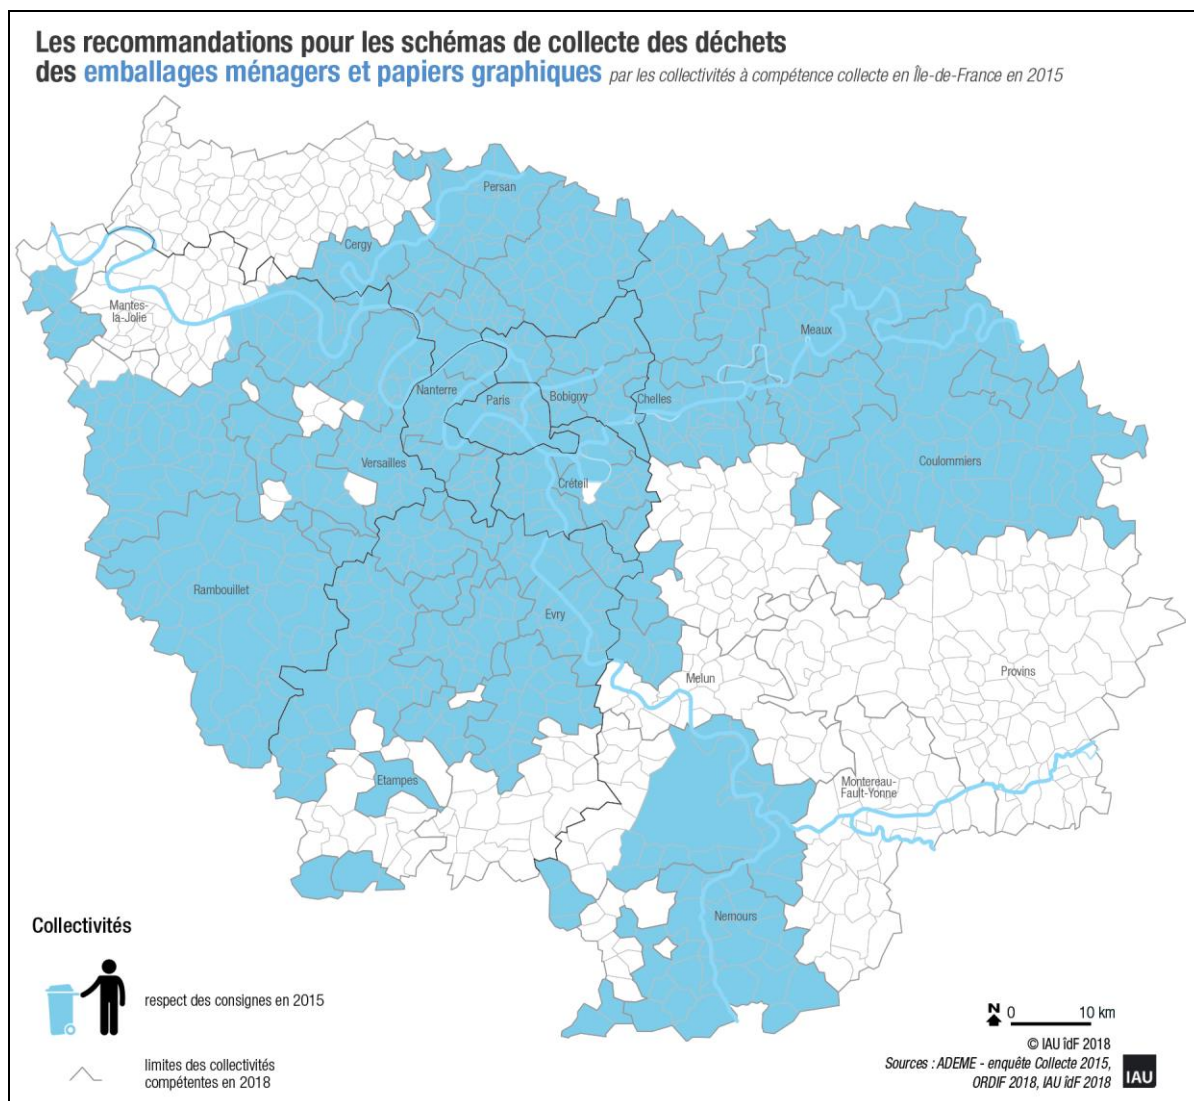 Les recommandations pour les schémas de collecte des déchets
des emballages ménagers et papiers graphiques par les collectivités à compétence collecte en Île-de-France en 2015
Persan
Cergy
Mantes-
la-Jolie
Meaux
Nanterre
Paris
Bobigny
Chelles
Versailles
Coulommiers
Créteil
Rambouillet
Evry
Melun
Provins
Etampes
Montereau-
Fault-Yonne
Nemours
Collectivités
respect des consignes en 2015
limites des collectivités
compétentes en 2018
N 0 10 km
© IAU îdF 2018
Sources : ADEME - enquête Collecte 2015,
ORDIF 2018, IAU îdF 2018
IAU